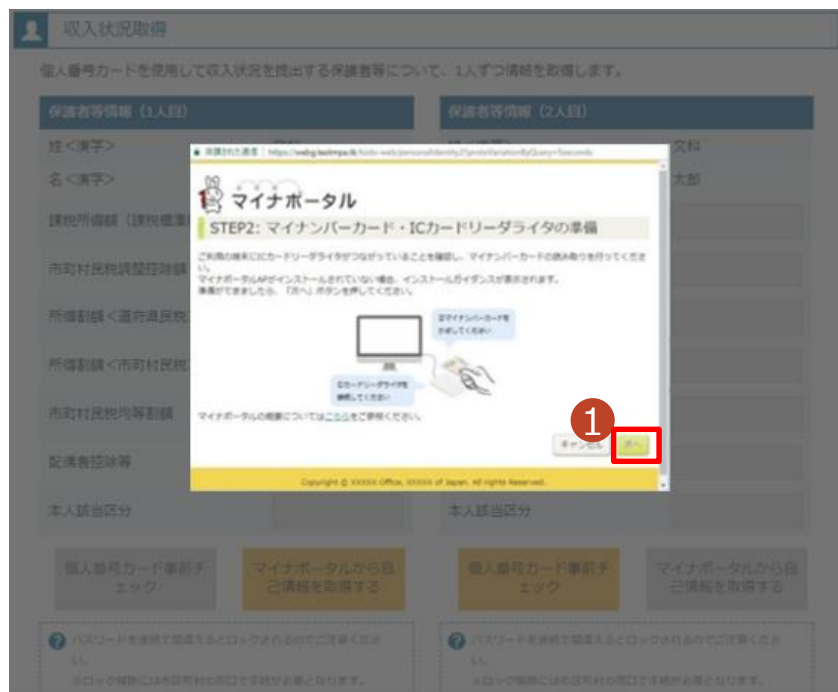 収入状況取得
個人番号カードを使用して収入状況を提出する保護者等について、1人ずつ情報を取得します。
保護者等情報（1人目）
保護者等情報（2人目）
姓＜漢字＞
文科
名＜漢字＞
太郎
課税所得額（課税標準
市町村民税調整控除額
所得割額＜道府県民税
所得割額＜市町村民税
市町村民税均等割額
配偶者控除等
本人該当区分
本人該当区分
マイナポータル
STEP2: マイナンバーカード・ICカードリーダライタの準備
ご利用の端末にICカードリーダライタがつながっていることを確認し、マイナンバーカードの読み取りを行ってくださ
い。
マイナポータルAPがインストールされていない場合、インストールガイダンスが表示されます。
準備ができましたら、「次へ」ボタンを押してください。
②マイナンバーカードを
かざしてください
①ICカードリーダライタを
接続してください
マイナポータルの概要についてはこちらをご参照ください。
1
キャンセル
次へ
Copyright © XXXXX Office, XXXXX of Japan. All rights Reserved.
個人番号カード事前チ
ェック
マイナポータルから自
己情報を取得する
個人番号カード事前チ
ェック
マイナポータルから自
己情報を取得する
パスワードを連続で間違えるとロックされるのでご注意くださ
い。
※ロック解除には市区町村の窓口で手続が必要となります。
パスワードを連続で間違えるとロックされるのでご注意くださ
い。
※ロック解除には市区町村の窓口で手続が必要となります。